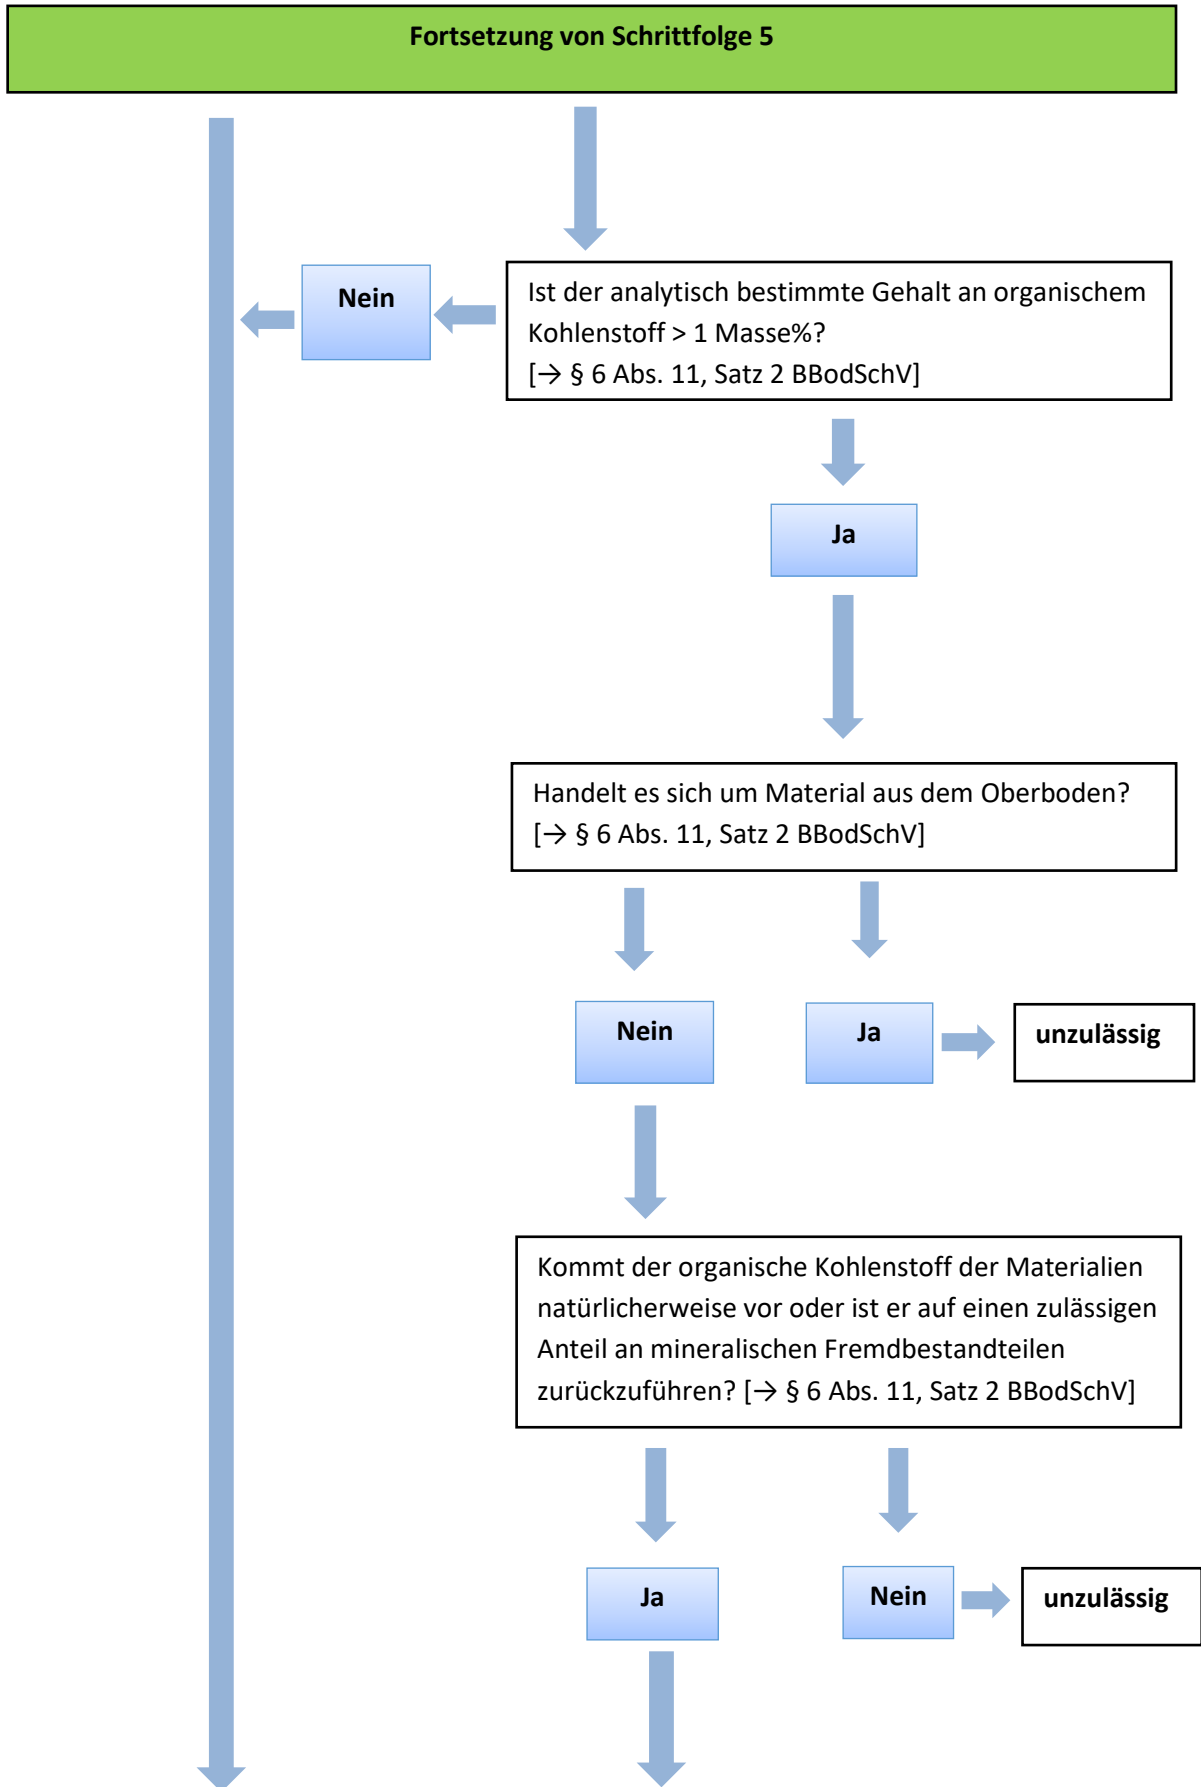 Fortsetzung von Schrittfolge 5
Nein
Ist der analytisch bestimmte Gehalt an organischem
Kohlenstoff > 1 Masse%?
[→ § 6 Abs. 11, Satz 2 BBodSchV]
Ja
Handelt es sich um Material aus dem Oberboden?
[→ § 6 Abs. 11, Satz 2 BBodSchV]
Nein
Ja
unzulässig
Kommt der organische Kohlenstoff der Materialien
natürlicherweise vor oder ist er auf einen zulässigen
Anteil an mineralischen Fremdbestandteilen
zurückzuführen? [→ § 6 Abs. 11, Satz 2 BBodSchV]
Ja
Nein
unzulässig